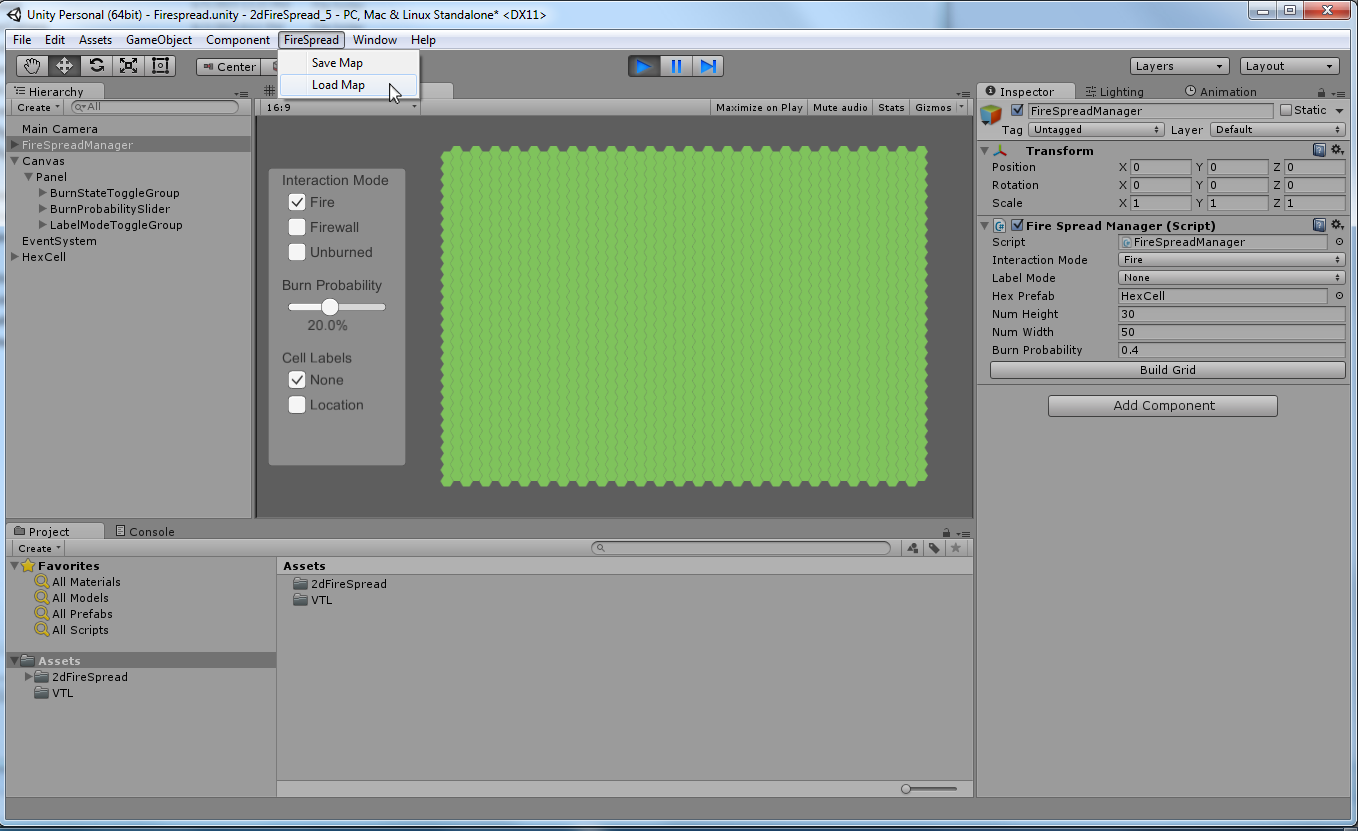 Unity Personal (64bit) - Firespread.unity - 2dFireSpread_5 - PC, Mac & Linux Standalone* <DX11>
File Edit Assets GameObject Component FireSpread Window Help
Save Map
Load Map
Center
Layers
Layout
Hierarchy
Create
All
Main Camera
FireSpreadManager
Canvas
Panel
BurnStateToggleGroup
BurnProbabilitySlider
LabelModeToggleGroup
EventSystem
HexCell
16:9
Maximize on Play Mute audio Stats Gizmos
Interaction Mode
Fire
Firewall
Unburned
Burn Probability
20.0%
Cell Labels
None
Location
Inspector Lighting Animation
FireSpreadManager Static
Tag Untagged Layer Default
Transform
Position X 0 Y 0 Z 0
Rotation X 0 Y 0 Z 0
Scale X 1 Y 1 Z 1
Fire Spread Manager (Script)
Script FireSpreadManager
Interaction Mode Fire
Label Mode None
Hex Prefab HexCell
Num Height 30
Num Width 50
Burn Probability 0.4
Build Grid
Add Component
Project Console
Create
Favorites
All Materials
All Models
All Prefabs
All Scripts
Assets
2dFireSpread
VTL
Assets
2dFireSpread
VTL